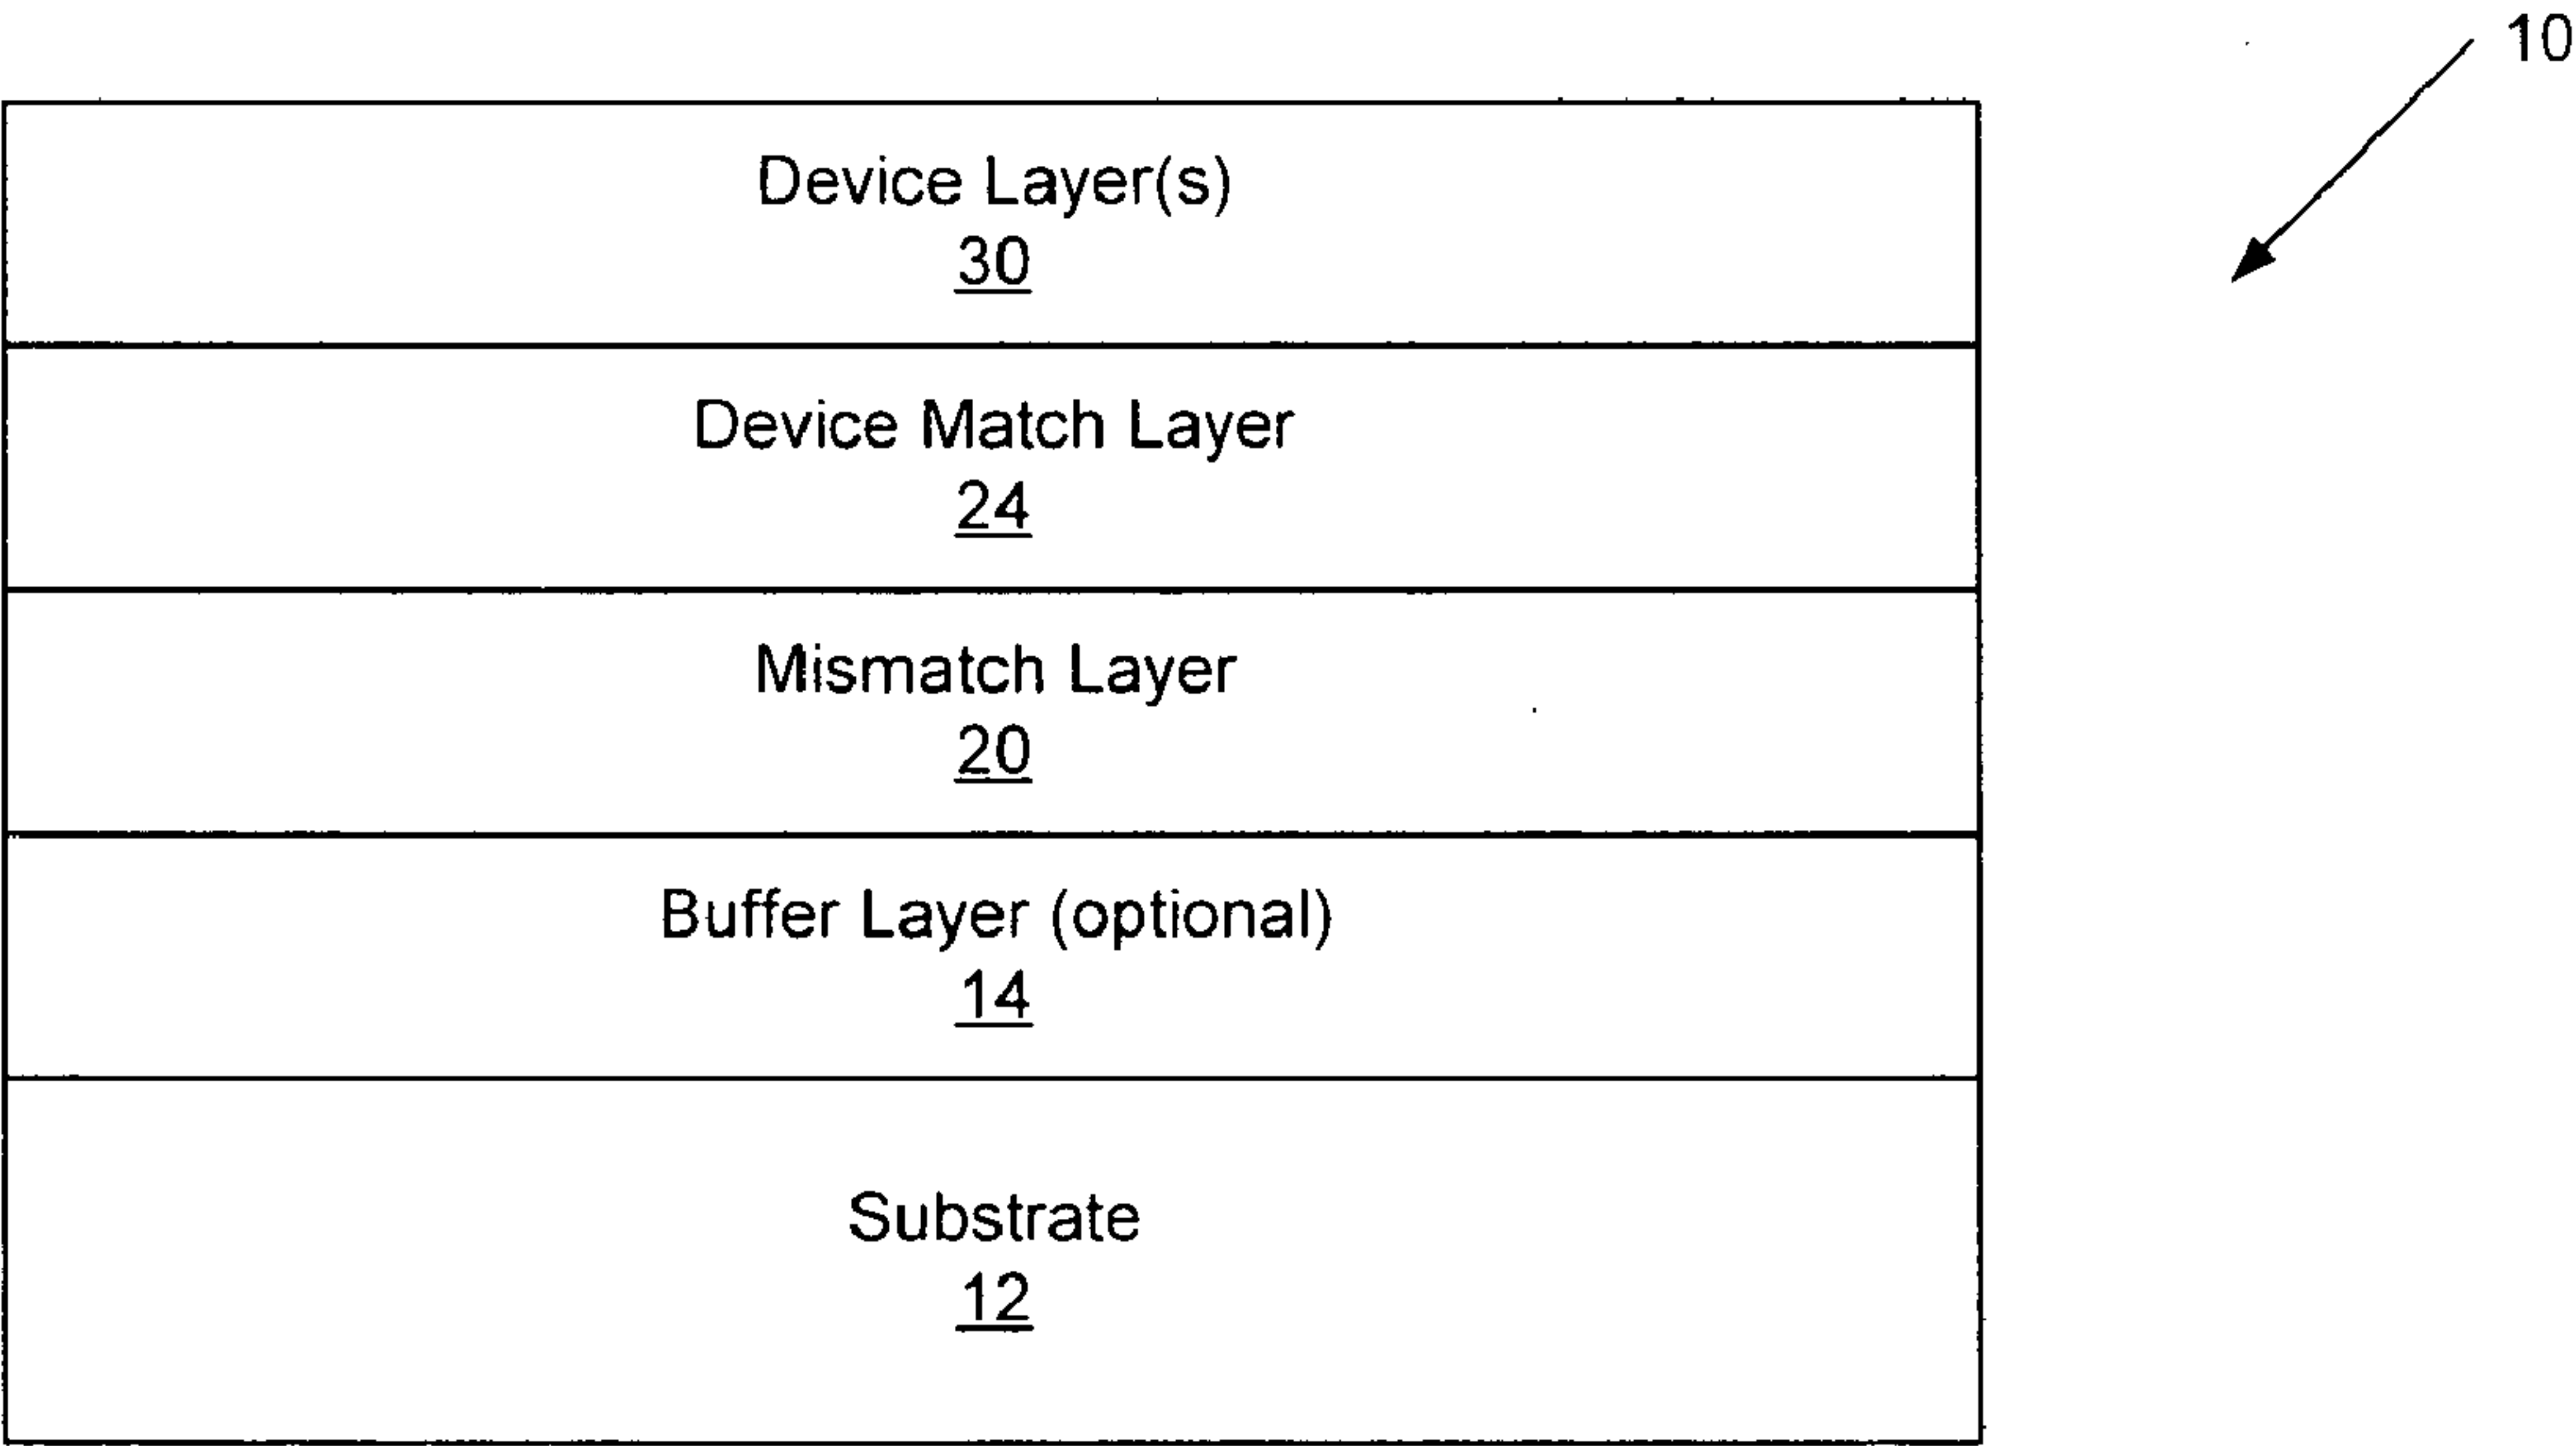 10
Device Layer(s)
30
Device Match Layer
24
Mismatch Layer
20
Buffer Layer (optional)
14
Substrate
12